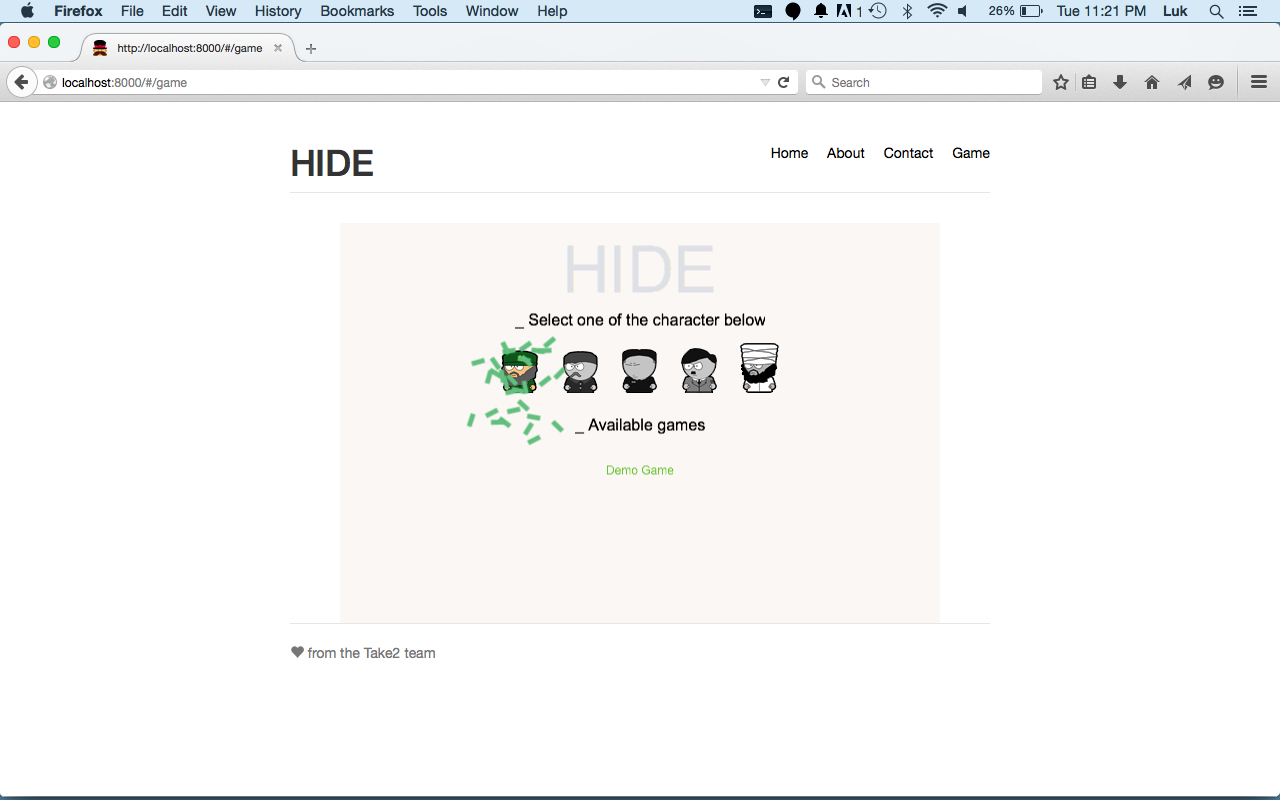 Firefox File Edit View History Bookmarks Tools Window Help 1 26% Tue 11:21 PM Luk
http://localhost:8000/#/game
localhost:8000/#/game Search
HIDE
Home About Contact Game
HIDE
_ Select one of the character below
_ Available games
Demo Game
from the Take2 team